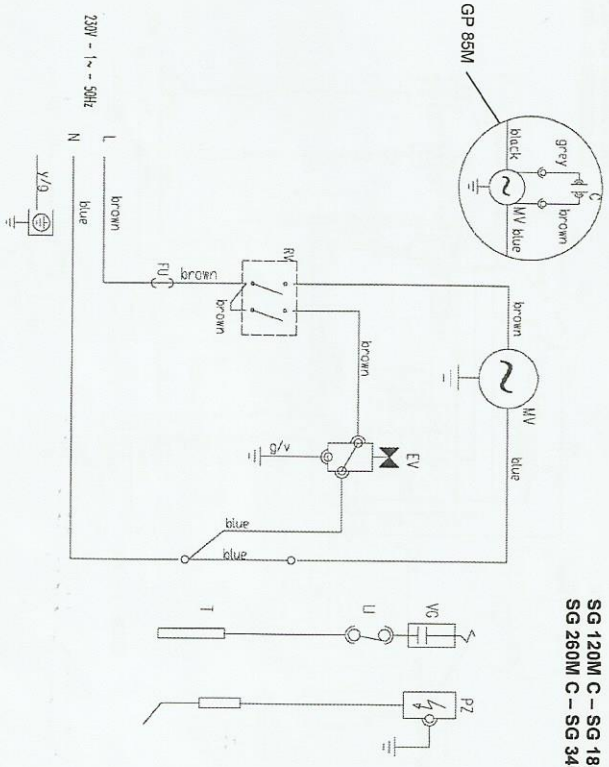 GP 85M
grey
C
brown
black
MV blue
230V - 1~ - 50Hz
L
N
brown
blue
y/g
FU
brown
RV
brown
brown
MV
blue
brown
EV
g/v
blue
blue
SG 120M C – SG 18
SG 260M C – SG 34
VG
U
T
PZ